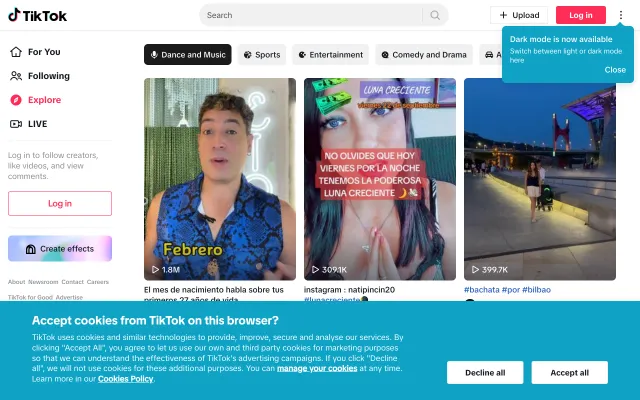 TikTok
Search
Upload
Log in
Dark mode is now available
Switch between light or dark mode
here
Close
For You
Following
Explore
LIVE
Log in to follow creators,
like videos, and view
comments.
Log in
Create effects
About Newsroom Contact Careers
TikTok for Good Advertise
Dance and Music
Sports
Entertainment
Comedy and Drama
A
Febrero
1.8M
El mes de nacimiento habla sobre tus
primeros 27 años de vida
LUNA CRECIENTE
NO OLVIDES QUE HOY
VIERNES POR LA NOCHE
TENEMOS LA PODEROSA
LUNA CRECIENTE
309.1K
instagram : natipincin20
#lunacreciente
399.7K
#bachata #por #bilbao
Accept cookies from TikTok on this browser?
TikTok uses cookies and similar technologies to provide, improve, secure and analyse our services. By
clicking "Accept All", you agree to let us use our own and third party cookies for marketing purposes
so that we can understand the effectiveness of TikTok's advertising campaigns. If you click "Decline
all", we will not use cookies for these additional purposes. You can manage your cookies at any time.
Learn more in our Cookies Policy.
Decline all
Accept all